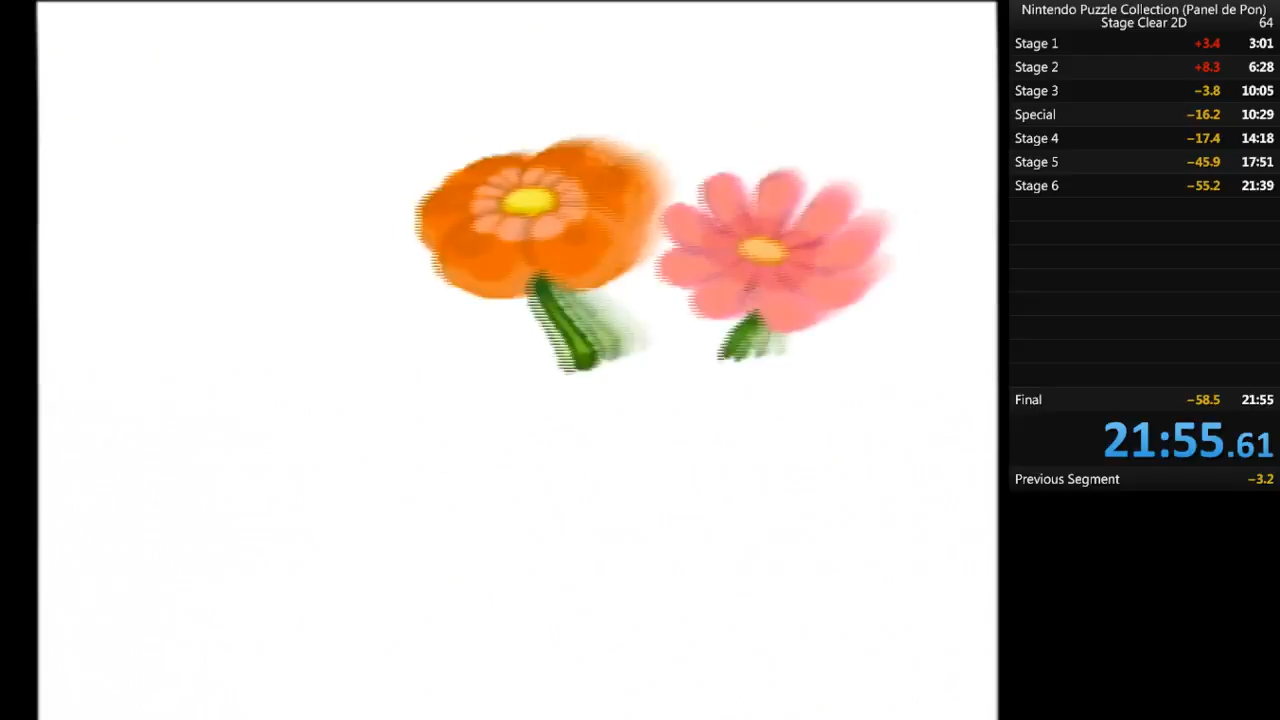 Nintendo Puzzle Collection (Panel de Pon)
Stage Clear 2D 64
Stage 1 +3.4 3:01
Stage 2 +8.3 6:28
Stage 3 −3.8 10:05
Special −16.2 10:29
Stage 4 −17.4 14:18
Stage 5 −45.9 17:51
Stage 6 −55.2 21:39
Final −58.5 21:55
21:55.61
Previous Segment −3.2